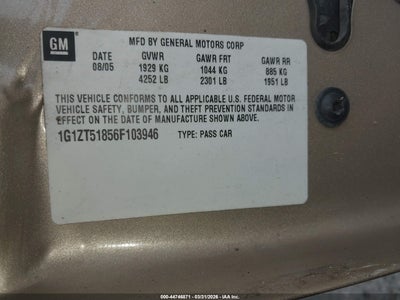 GM
MFD BY GENERAL MOTORS CORP
DATE GVWR GAWR FRT GAWR RR
08/05 1929 KG 1044 KG 885 KG
4252 LB 2301 LB 1951 LB
THIS VEHICLE CONFORMS TO ALL APPLICABLE U.S. FEDERAL MOTOR
VEHICLE SAFETY, BUMPER, AND THEFT PREVENTION STANDARDS IN
EFFECT ON THE DATE OF MANUFACTURE SHOWN ABOVE.
1G1ZT51856F103946 TYPE: PASS CAR
000-44746871 - 03/31/2026 - IAA Inc.